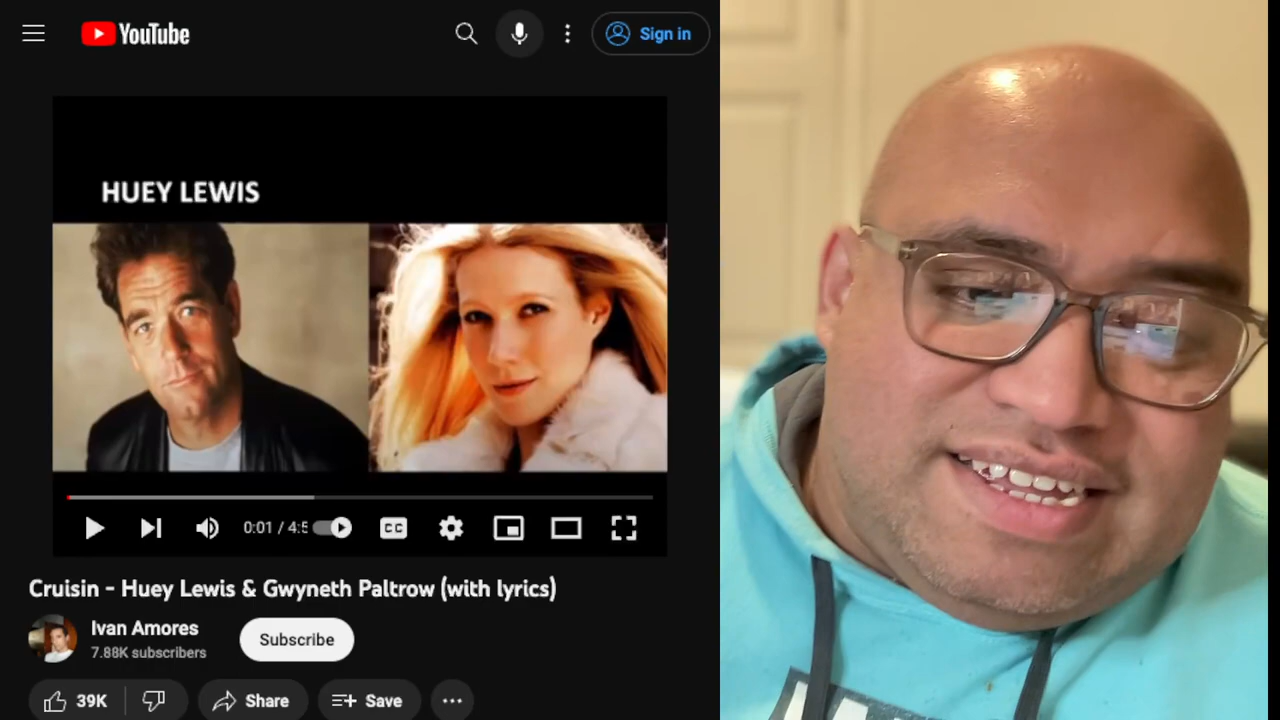 YouTube
Sign in
HUEY LEWIS
0:01 / 4:5
CC
Cruisin - Huey Lewis & Gwyneth Paltrow (with lyrics)
Ivan Amores
7.88K subscribers
Subscribe
39K
Share
Save